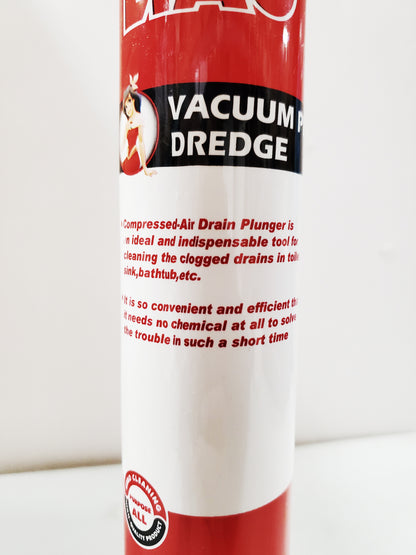 VACUUM P
DREDGE
Compressed-Air Drain Plunger is
n ideal and indispensable tool for
cleaning the clogged drains in toile
sink,bathtub,etc.
It is so convenient and efficient th
it needs no chemical at all to solve
the trouble in such a short time
CLEANING
PURPOSE
ALL
QUALITY PRODUCT